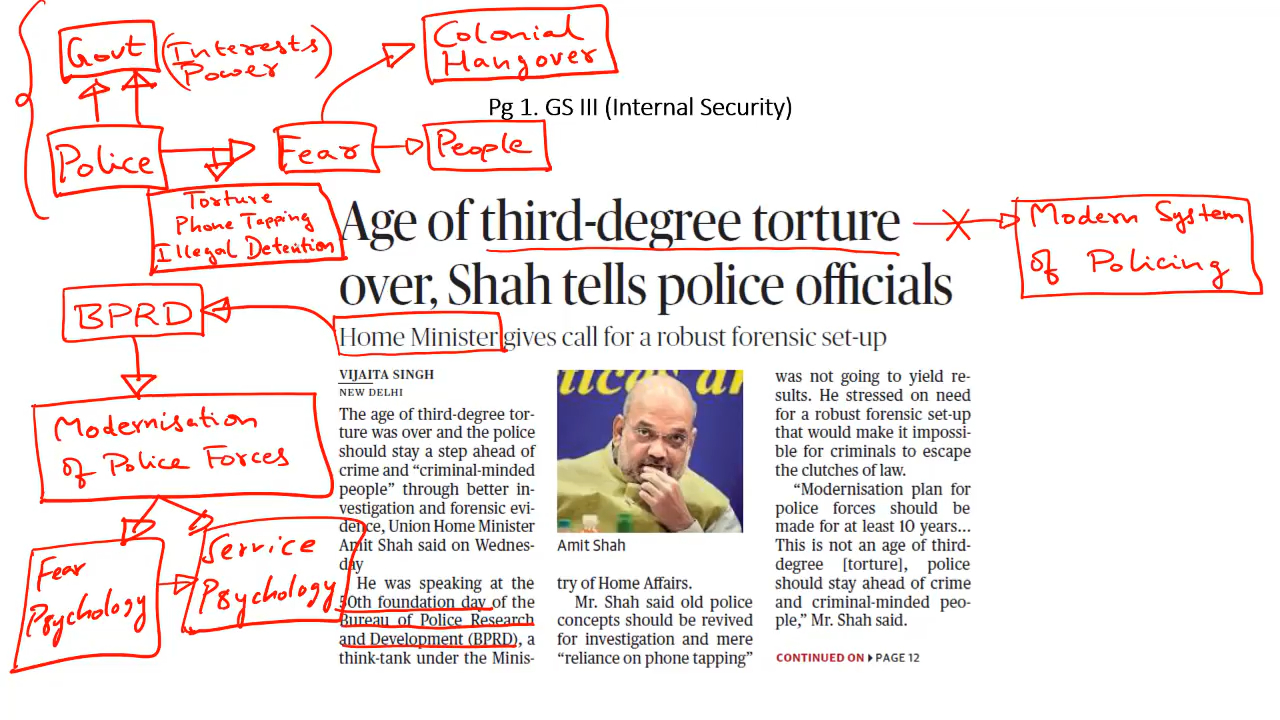 Govt
(Interests
Power)
Colonial
Hangover
Pg 1. GS III (Internal Security)
Police
Fear
People
Torture
Phone Tapping
Illegal Detention
Age of third-degree torture
over, Shah tells police officials
Home Minister gives call for a robust forensic set-up
Modern System
of Policing
BPRD
Modernisation
of Police Forces
Fear
Psychology
Service
Psychology
VIJAITA SINGH
NEW DELHI
The age of third-degree tor-
ture was over and the police
should stay a step ahead of
crime and “criminal-minded
people” through better in-
vestigation and forensic evi-
dence, Union Home Minister
Amit Shah said on Wednes-
day
He was speaking at the
50th foundation day of the
Bureau of Police Research
and Development (BPRD), a
think-tank under the Minis-
tices an
Amit Shah
try of Home Affairs.
Mr. Shah said old police
concepts should be revived
for investigation and mere
“reliance on phone tapping”
was not going to yield re-
sults. He stressed on need
for a robust forensic set-up
that would make it impossi-
ble for criminals to escape
the clutches of law.
“Modernisation plan for
police forces should be
made for at least 10 years...
This is not an age of third-
degree [torture], police
should stay ahead of crime
and criminal-minded peo-
ple,” Mr. Shah said.
CONTINUED ON PAGE 12